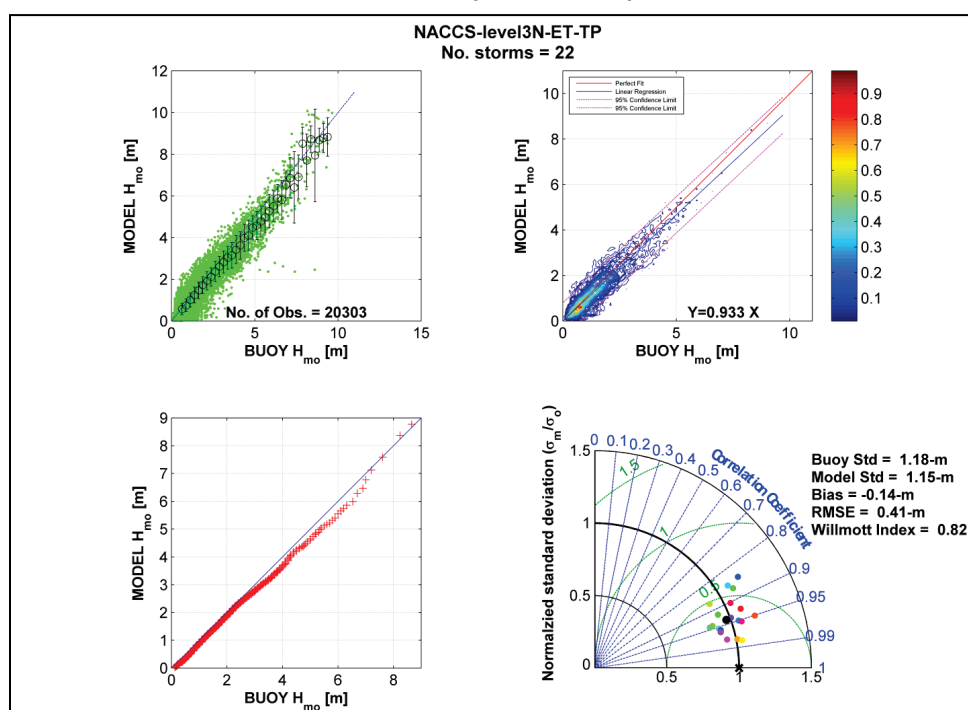 NACCS-level3N-ET-TP
No. storms = 22
12
10
8
6
4
2
0
MODEL Hmo [m]
No. of Obs. = 20303
0 5 10 15
BUOY Hmo [m]
10
8
6
4
2
0
MODEL Hmo [m]
Perfect Fit
Linear Regression
95% Confidence Limit
95% Confidence Limit
Y=0.933 X
0 5 10
BUOY Hmo [m]
0.9
0.8
0.7
0.6
0.5
0.4
0.3
0.2
0.1
9
8
7
6
5
4
3
2
1
0
MODEL Hmo [m]
0 2 4 6 8
BUOY Hmo [m]
Normalzied standard deviation (σm/σo)
1.5
1
0.5
0
0.5 1 1.5
0 0.1 0.2 0.3 0.4 0.5 0.6 0.7 0.8 0.9 0.95 0.99 1
Correlation Coefficient
1.5
1
0.5
Buoy Std = 1.18-m
Model Std = 1.15-m
Bias = -0.14-m
RMSE = 0.41-m
Willmott Index = 0.82